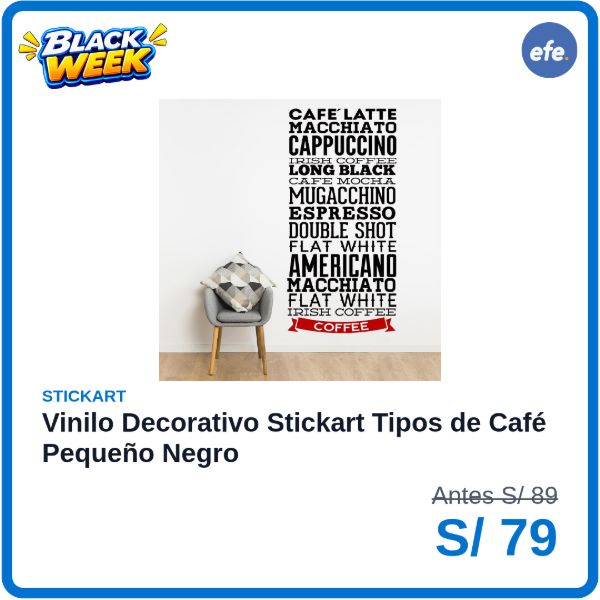 BLACK
WEEK
efe.
CAFE´LATTE
MACCHIATO
CAPPUCCINO
IRISH COFFEE
LONG BLACK
CAFE MOCHA
MUGACCHINO
ESPRESSO
DOUBLE SHOT
FLAT WHITE
AMERICANO
MACCHIATO
FLAT WHITE
IRISH COFFEE
COFFEE
STICKART
Vinilo Decorativo Stickart Tipos de Café
Pequeño Negro
Antes S/ 89
S/ 79